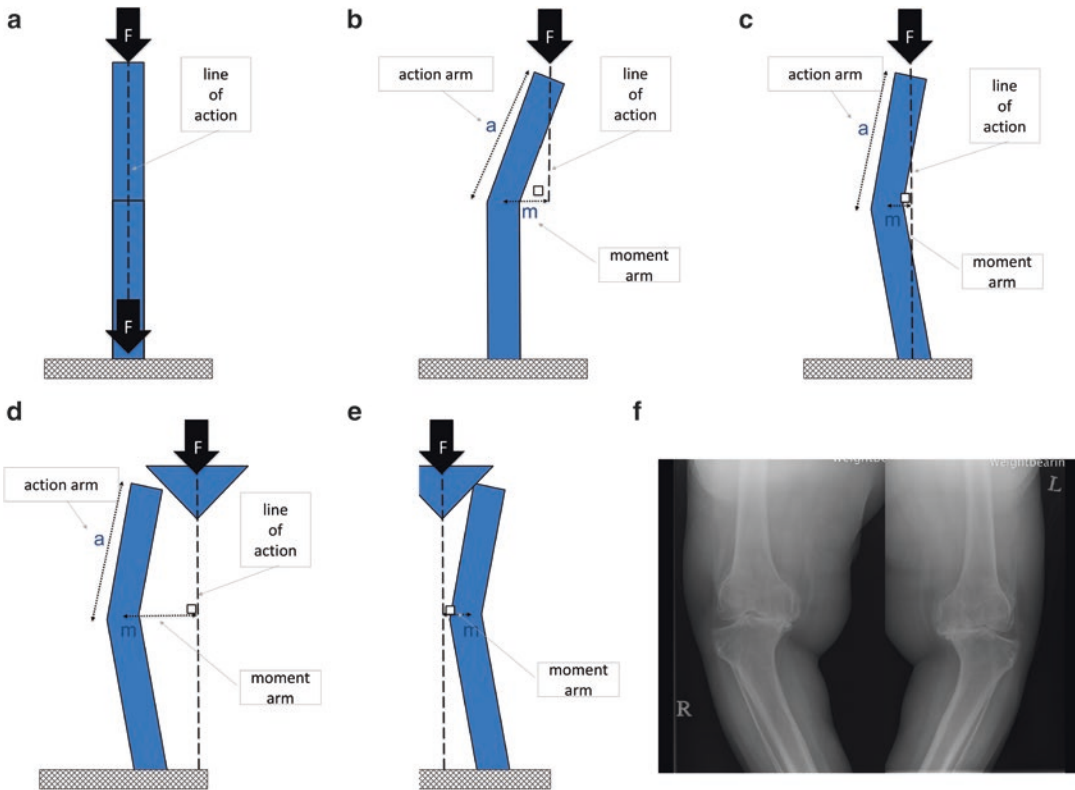 a
F
line
of
action
F
b
F
action arm
line
of
action
a
m
moment
arm
c
F
action arm
line
of
action
a
m
moment
arm
d
F
action arm
line
of
action
a
m
moment
arm
e
F
m
moment
arm
f
Weightbearin
L
R